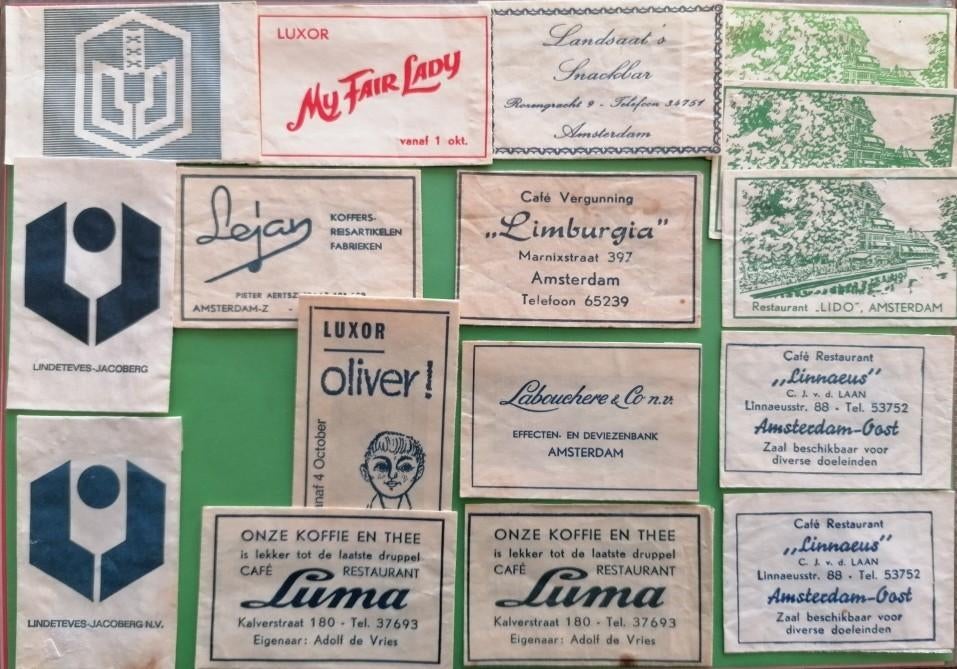 LUXOR
My FAIR LADy
vanaf 1 okt.
Landsaat's
Snackbar
Rozengracht 9 - Telefoon 34751
Amsterdam
LINDETEVES-JACOBERG
Lejan
KOFFERS-
REISARTIKELEN
FABRIEKEN
PIETER AERTSZ
AMSTERDAM-Z -
Café Vergunning
„Limburgia”
Marnixstraat 397
Amsterdam
Telefoon 65239
Restaurant „LIDO”, AMSTERDAM
LUXOR
oliver!
4 October
Labouchere & Co n.v.
EFFECTEN- EN DEVIEZENBANK
AMSTERDAM
Café Restaurant
„Linnaeus”
C. J. v. d. LAAN
Linnaeusstr. 88 - Tel. 53752
Amsterdam-Oost
Zaal beschikbaar voor
diverse doeleinden
LINDETEVES-JACOBERG N.V.
ONZE KOFFIE EN THEE
is lekker tot de laatste druppel
CAFÉ RESTAURANT
Luma
Kalverstraat 180 - Tel. 37693
Eigenaar: Adolf de Vries
ONZE KOFFIE EN THEE
is lekker tot de laatste druppel
CAFÉ RESTAURANT
Luma
Kalverstraat 180 - Tel. 37693
Eigenaar: Adolf de Vries
Café Restaurant
„Linnaeus”
C. J. v. d. LAAN
Linnaeusstr. 88 - Tel. 53752
Amsterdam-Oost
Zaal beschikbaar voor
diverse doeleinden